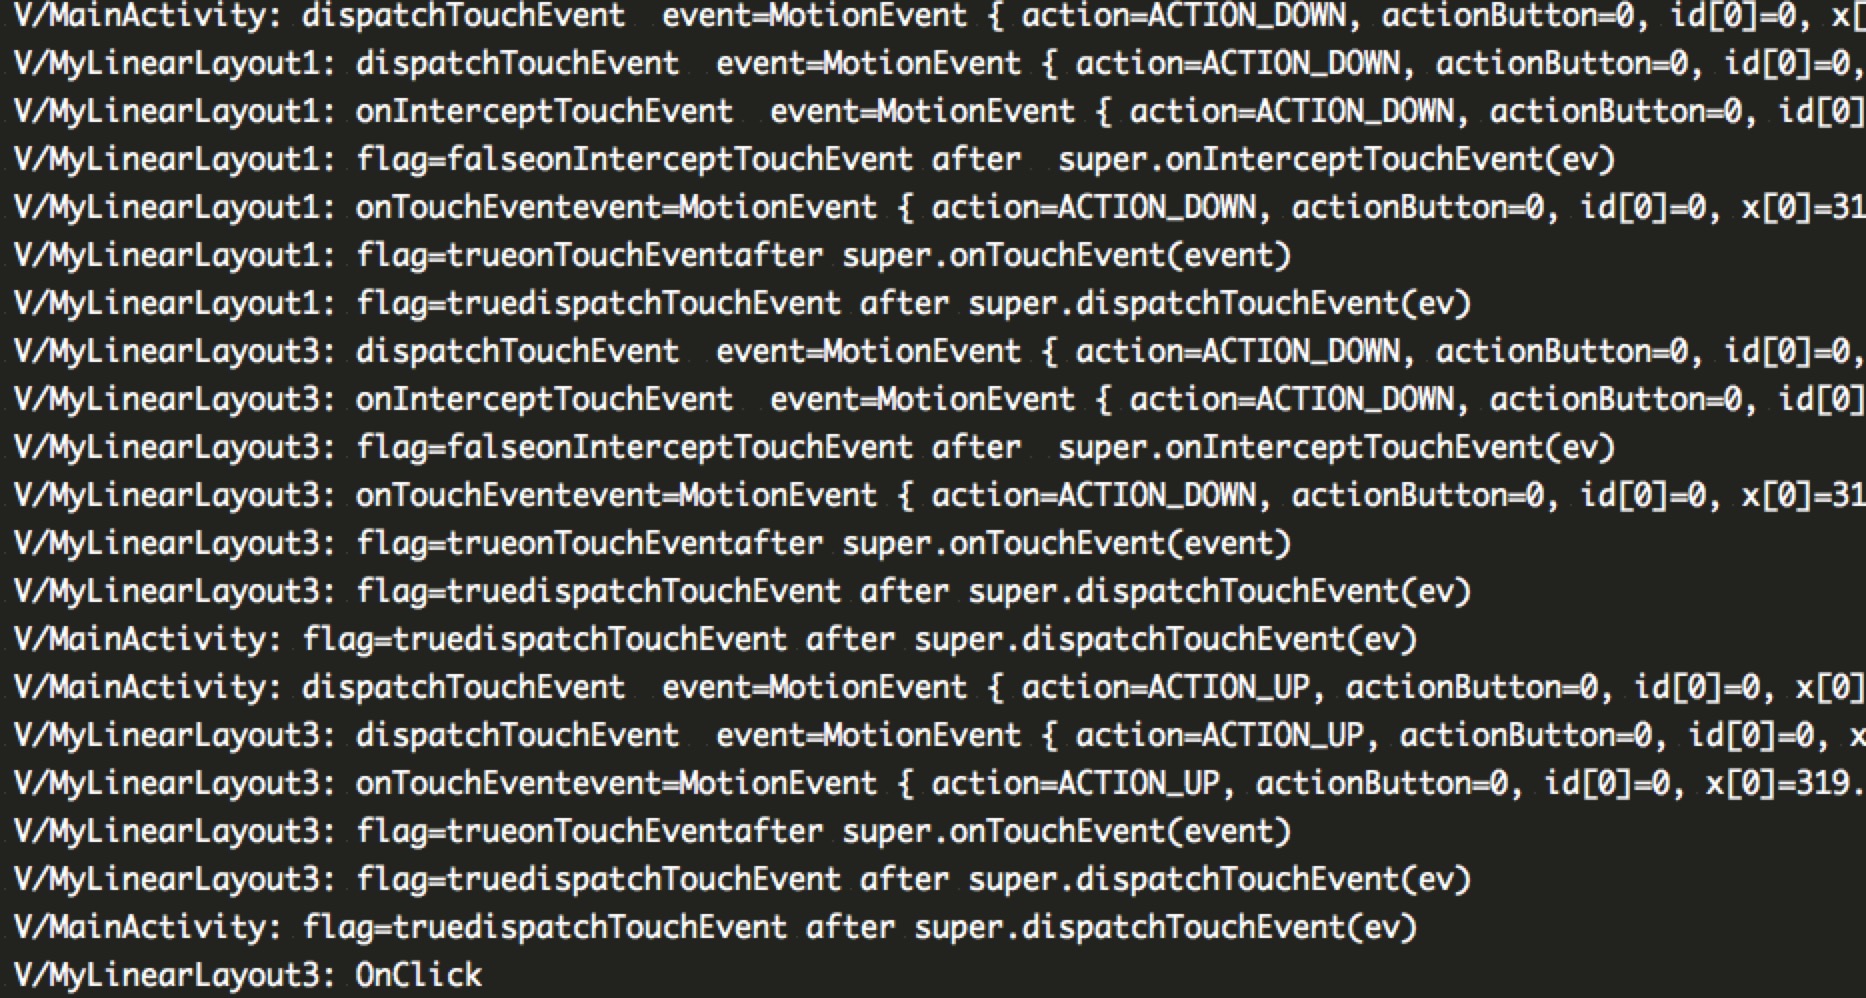 V/MainActivity: dispatchTouchEvent  event=MotionEvent { action=ACTION_DOWN, actionButton=0, id[0]=0, x[
V/MyLinearLayout1: dispatchTouchEvent  event=MotionEvent { action=ACTION_DOWN, actionButton=0, id[0]=0,
V/MyLinearLayout1: onInterceptTouchEvent  event=MotionEvent { action=ACTION_DOWN, actionButton=0, id[0]
V/MyLinearLayout1: flag=falseonInterceptTouchEvent after  super.onInterceptTouchEvent(ev)
V/MyLinearLayout1: onTouchEventevent=MotionEvent { action=ACTION_DOWN, actionButton=0, id[0]=0, x[0]=31
V/MyLinearLayout1: flag=trueonTouchEventafter super.onTouchEvent(event)
V/MyLinearLayout1: flag=truedispatchTouchEvent after super.dispatchTouchEvent(ev)
V/MyLinearLayout3: dispatchTouchEvent  event=MotionEvent { action=ACTION_DOWN, actionButton=0, id[0]=0,
V/MyLinearLayout3: onInterceptTouchEvent  event=MotionEvent { action=ACTION_DOWN, actionButton=0, id[0]
V/MyLinearLayout3: flag=falseonInterceptTouchEvent after  super.onInterceptTouchEvent(ev)
V/MyLinearLayout3: onTouchEventevent=MotionEvent { action=ACTION_DOWN, actionButton=0, id[0]=0, x[0]=31
V/MyLinearLayout3: flag=trueonTouchEventafter super.onTouchEvent(event)
V/MyLinearLayout3: flag=truedispatchTouchEvent after super.dispatchTouchEvent(ev)
V/MainActivity: flag=truedispatchTouchEvent after super.dispatchTouchEvent(ev)
V/MainActivity: dispatchTouchEvent  event=MotionEvent { action=ACTION_UP, actionButton=0, id[0]=0, x[0]
V/MyLinearLayout3: dispatchTouchEvent  event=MotionEvent { action=ACTION_UP, actionButton=0, id[0]=0, x
V/MyLinearLayout3: onTouchEventevent=MotionEvent { action=ACTION_UP, actionButton=0, id[0]=0, x[0]=319.
V/MyLinearLayout3: flag=trueonTouchEventafter super.onTouchEvent(event)
V/MyLinearLayout3: flag=truedispatchTouchEvent after super.dispatchTouchEvent(ev)
V/MainActivity: flag=truedispatchTouchEvent after super.dispatchTouchEvent(ev)
V/MyLinearLayout3: OnClick